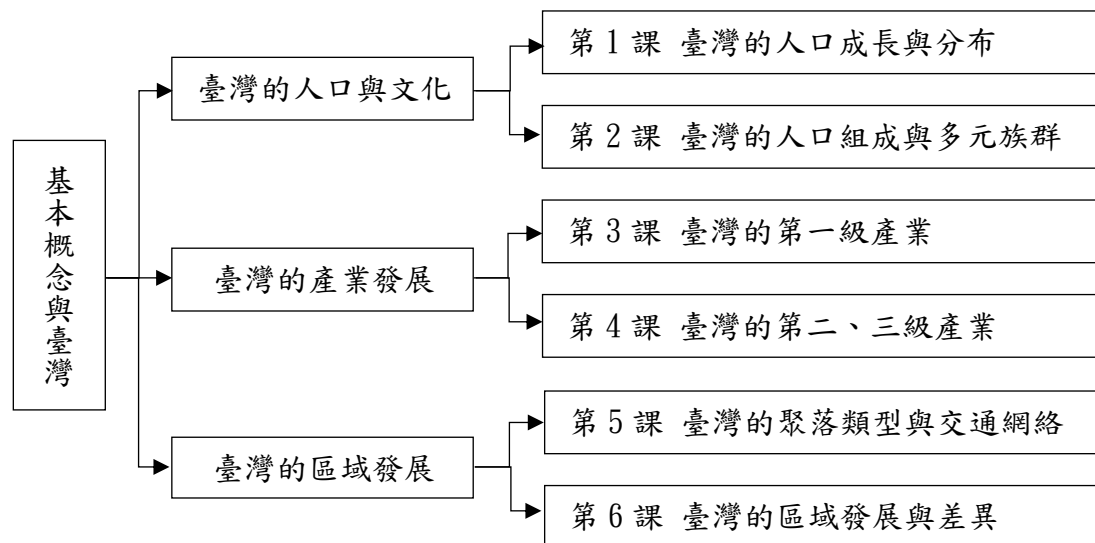 基本概念與臺灣
臺灣的人口與文化
第1課 臺灣的人口成長與分布
第2課 臺灣的人口組成與多元族群
臺灣的產業發展
第3課 臺灣的第一級產業
第4課 臺灣的第二、三級產業
臺灣的區域發展
第5課 臺灣的聚落類型與交通網絡
第6課 臺灣的區域發展與差異